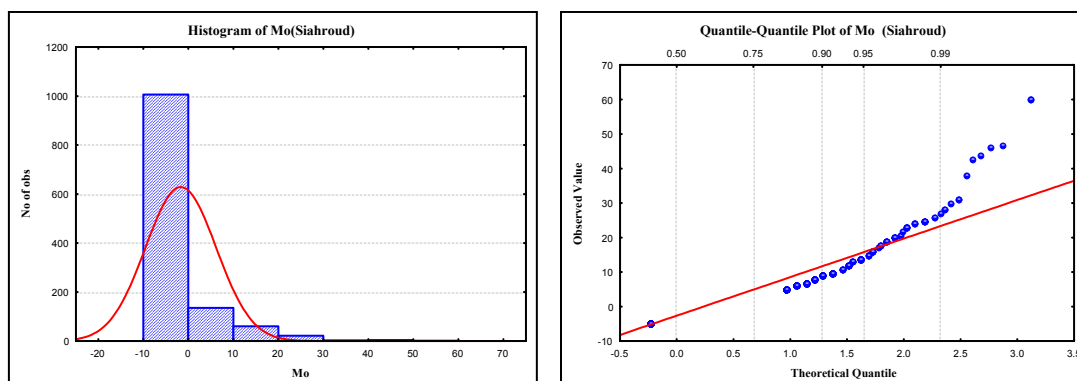 Histogram of Mo(Siahroud)
No of obs
1200
1000
800
600
400
200
0
-20 -10 0 10 20 30 40 50 60 70
Mo
Quantile-Quantile Plot of Mo (Siahroud)
0.50 0.75 0.90 0.95 0.99
Observed Value
70
60
50
40
30
20
10
0
-10
-0.5 0.0 0.5 1.0 1.5 2.0 2.5 3.0 3.5
Theoretical Quantile